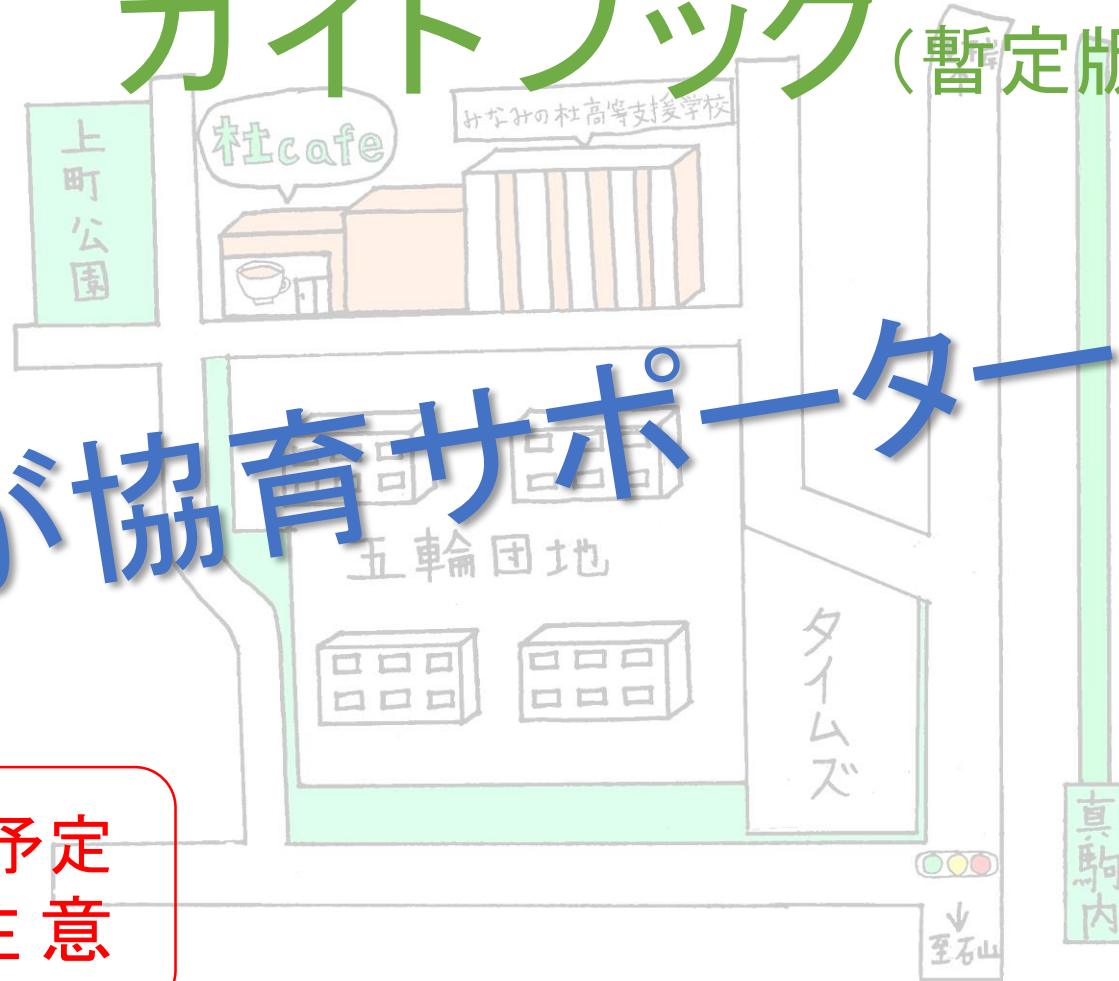 ガイドブック（暫定版
みなみの杜高等支援学校
杜cafe
上町公園
が協育サポーター
五輪団地
タイムズ
予定
意
真駒内
↓
至石山